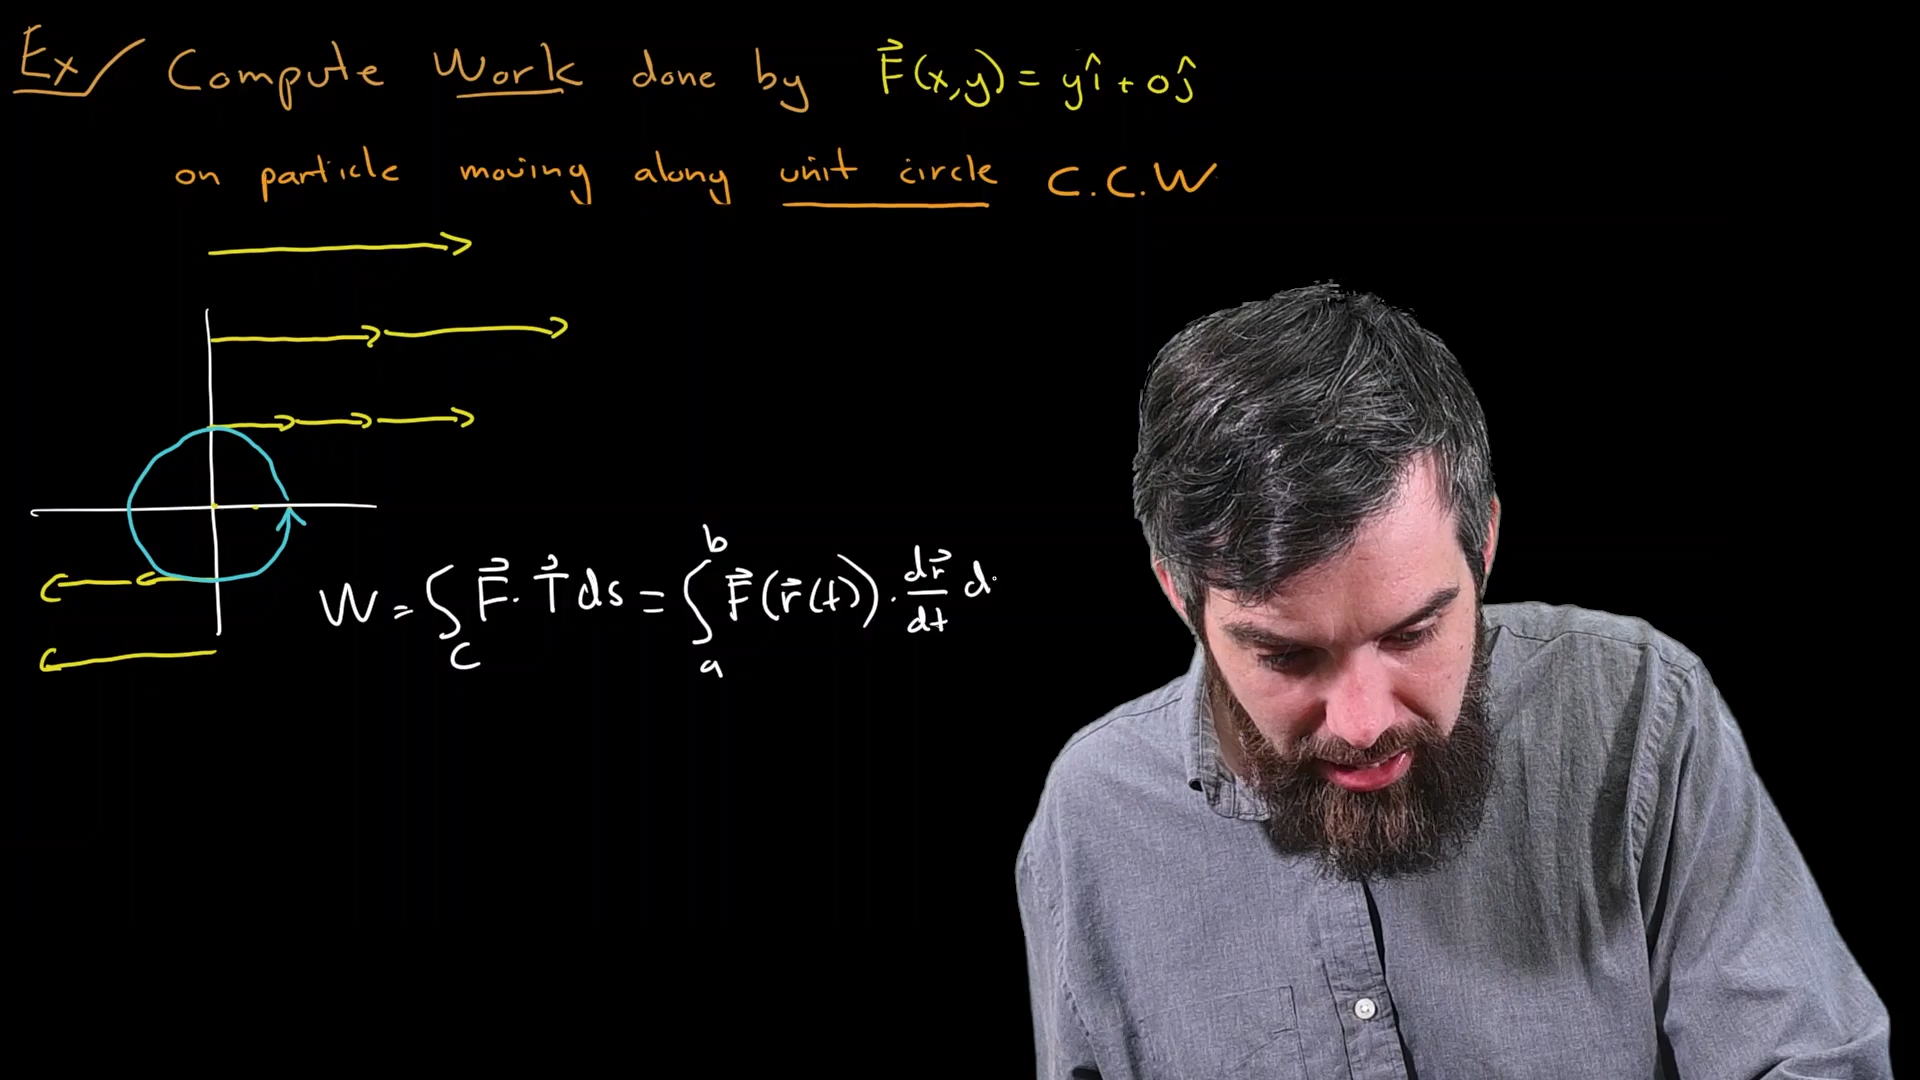 Ex/ Compute Work done by F⃗(x,y) = yî + 0ĵ
on particle moving along unit circle C.C.W
W = ∫_C F⃗ · T⃗ ds = ∫_a^b F⃗(r⃗(t)) · dr⃗/dt d